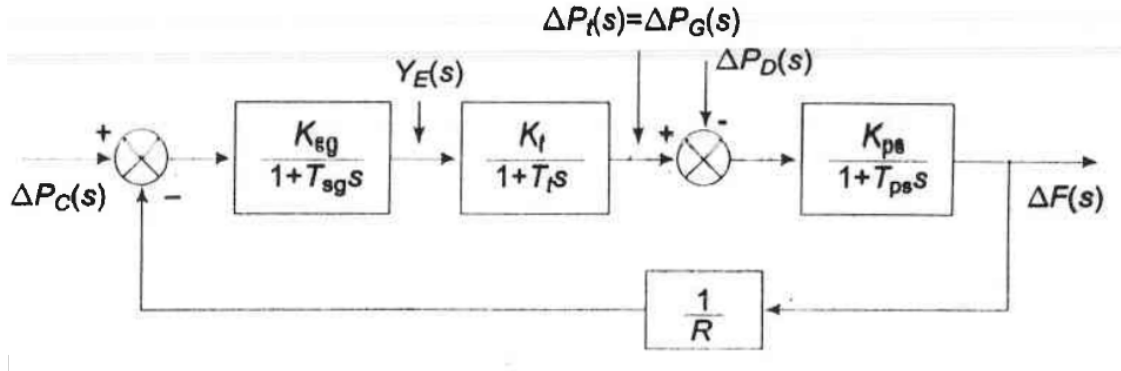 ΔP_t(s)=ΔP_G(s)
ΔP_D(s)
Y_E(s)
+
K_sg
1+T_sg s
K_t
1+T_t s
+
-
K_ps
1+T_ps s
ΔP_C(s)
−
ΔF(s)
1
R